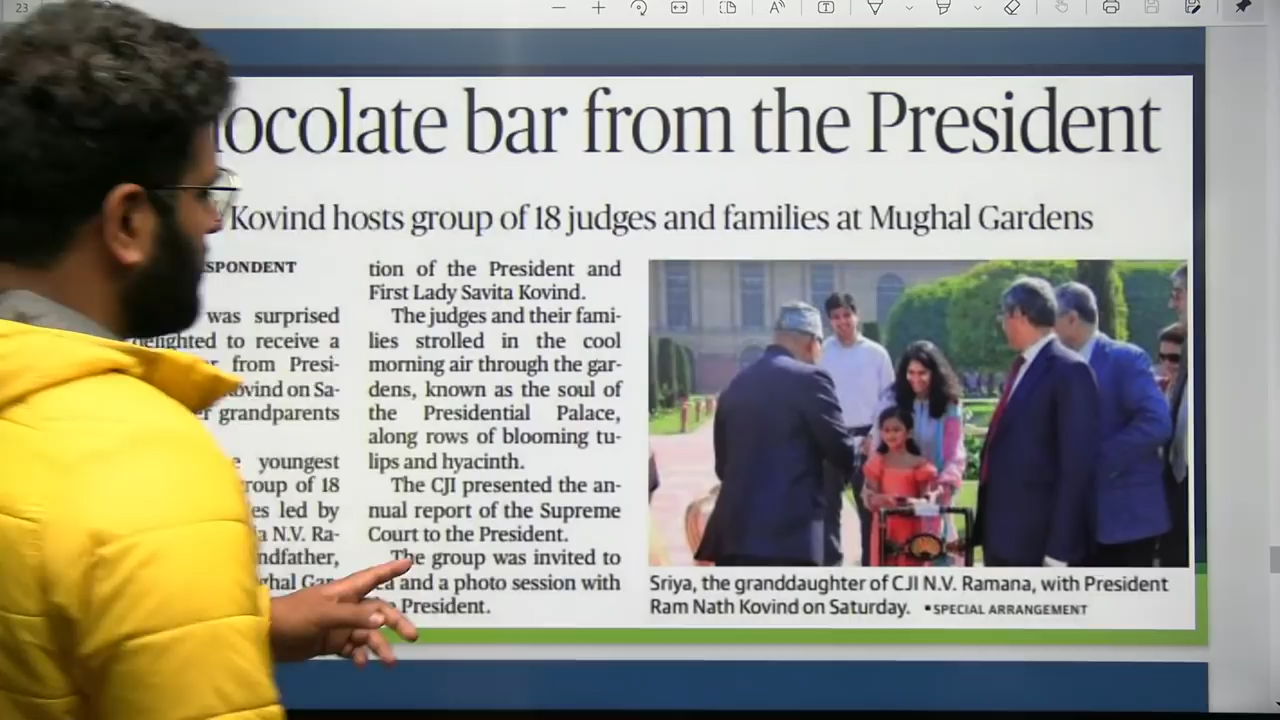 23
ocolate bar from the President
Kovind hosts group of 18 judges and families at Mughal Gardens
SPONDENT
was surprised
delighted to receive a
from Presi-
ovind on Sa-
grandparents
youngest
roup of 18
es led by
a N.V. Ra-
ndfather,
ghal Gar-
tion of the President and
First Lady Savita Kovind.
The judges and their fami-
lies strolled in the cool
morning air through the gar-
dens, known as the soul of
the Presidential Palace,
along rows of blooming tu-
lips and hyacinth.
The CJI presented the an-
nual report of the Supreme
Court to the President.
The group was invited to
and a photo session with
President.
Sriya, the granddaughter of CJI N.V. Ramana, with President
Ram Nath Kovind on Saturday. ▪SPECIAL ARRANGEMENT